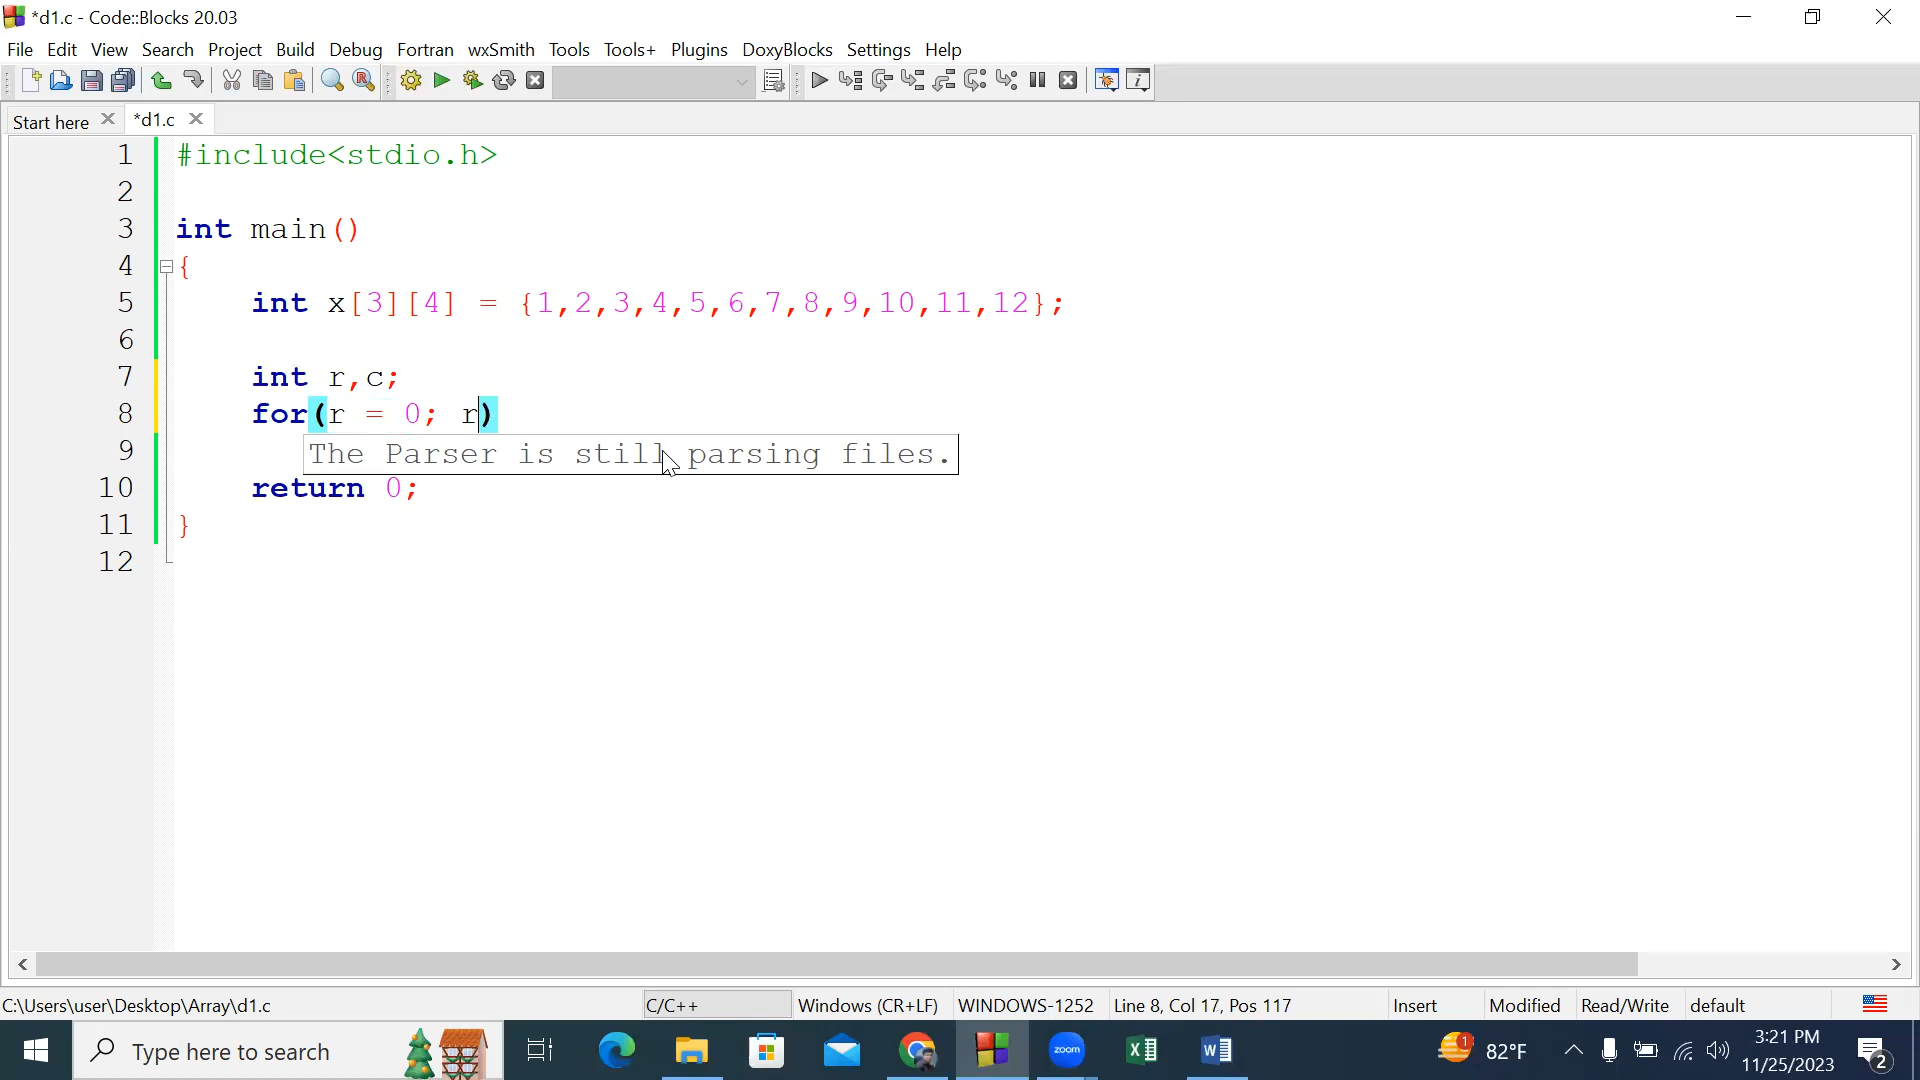 *d1.c - Code::Blocks 20.03
File Edit View Search Project Build Debug Fortran wxSmith Tools Tools+ Plugins DoxyBlocks Settings Help
Start here *d1.c
1 #include<stdio.h>
2
3 int main()
4 {
5 int x[3][4] = {1,2,3,4,5,6,7,8,9,10,11,12};
6
7 int r,c;
8 for(r = 0; r)
9 The Parser is still parsing files.
10 return 0;
11 }
12
C:\Users\user\Desktop\Array\d1.c C/C++ Windows (CR+LF) WINDOWS-1252 Line 8, Col 17, Pos 117 Insert Modified Read/Write default
Type here to search zoom 1 82°F 3:21 PM
11/25/2023 2